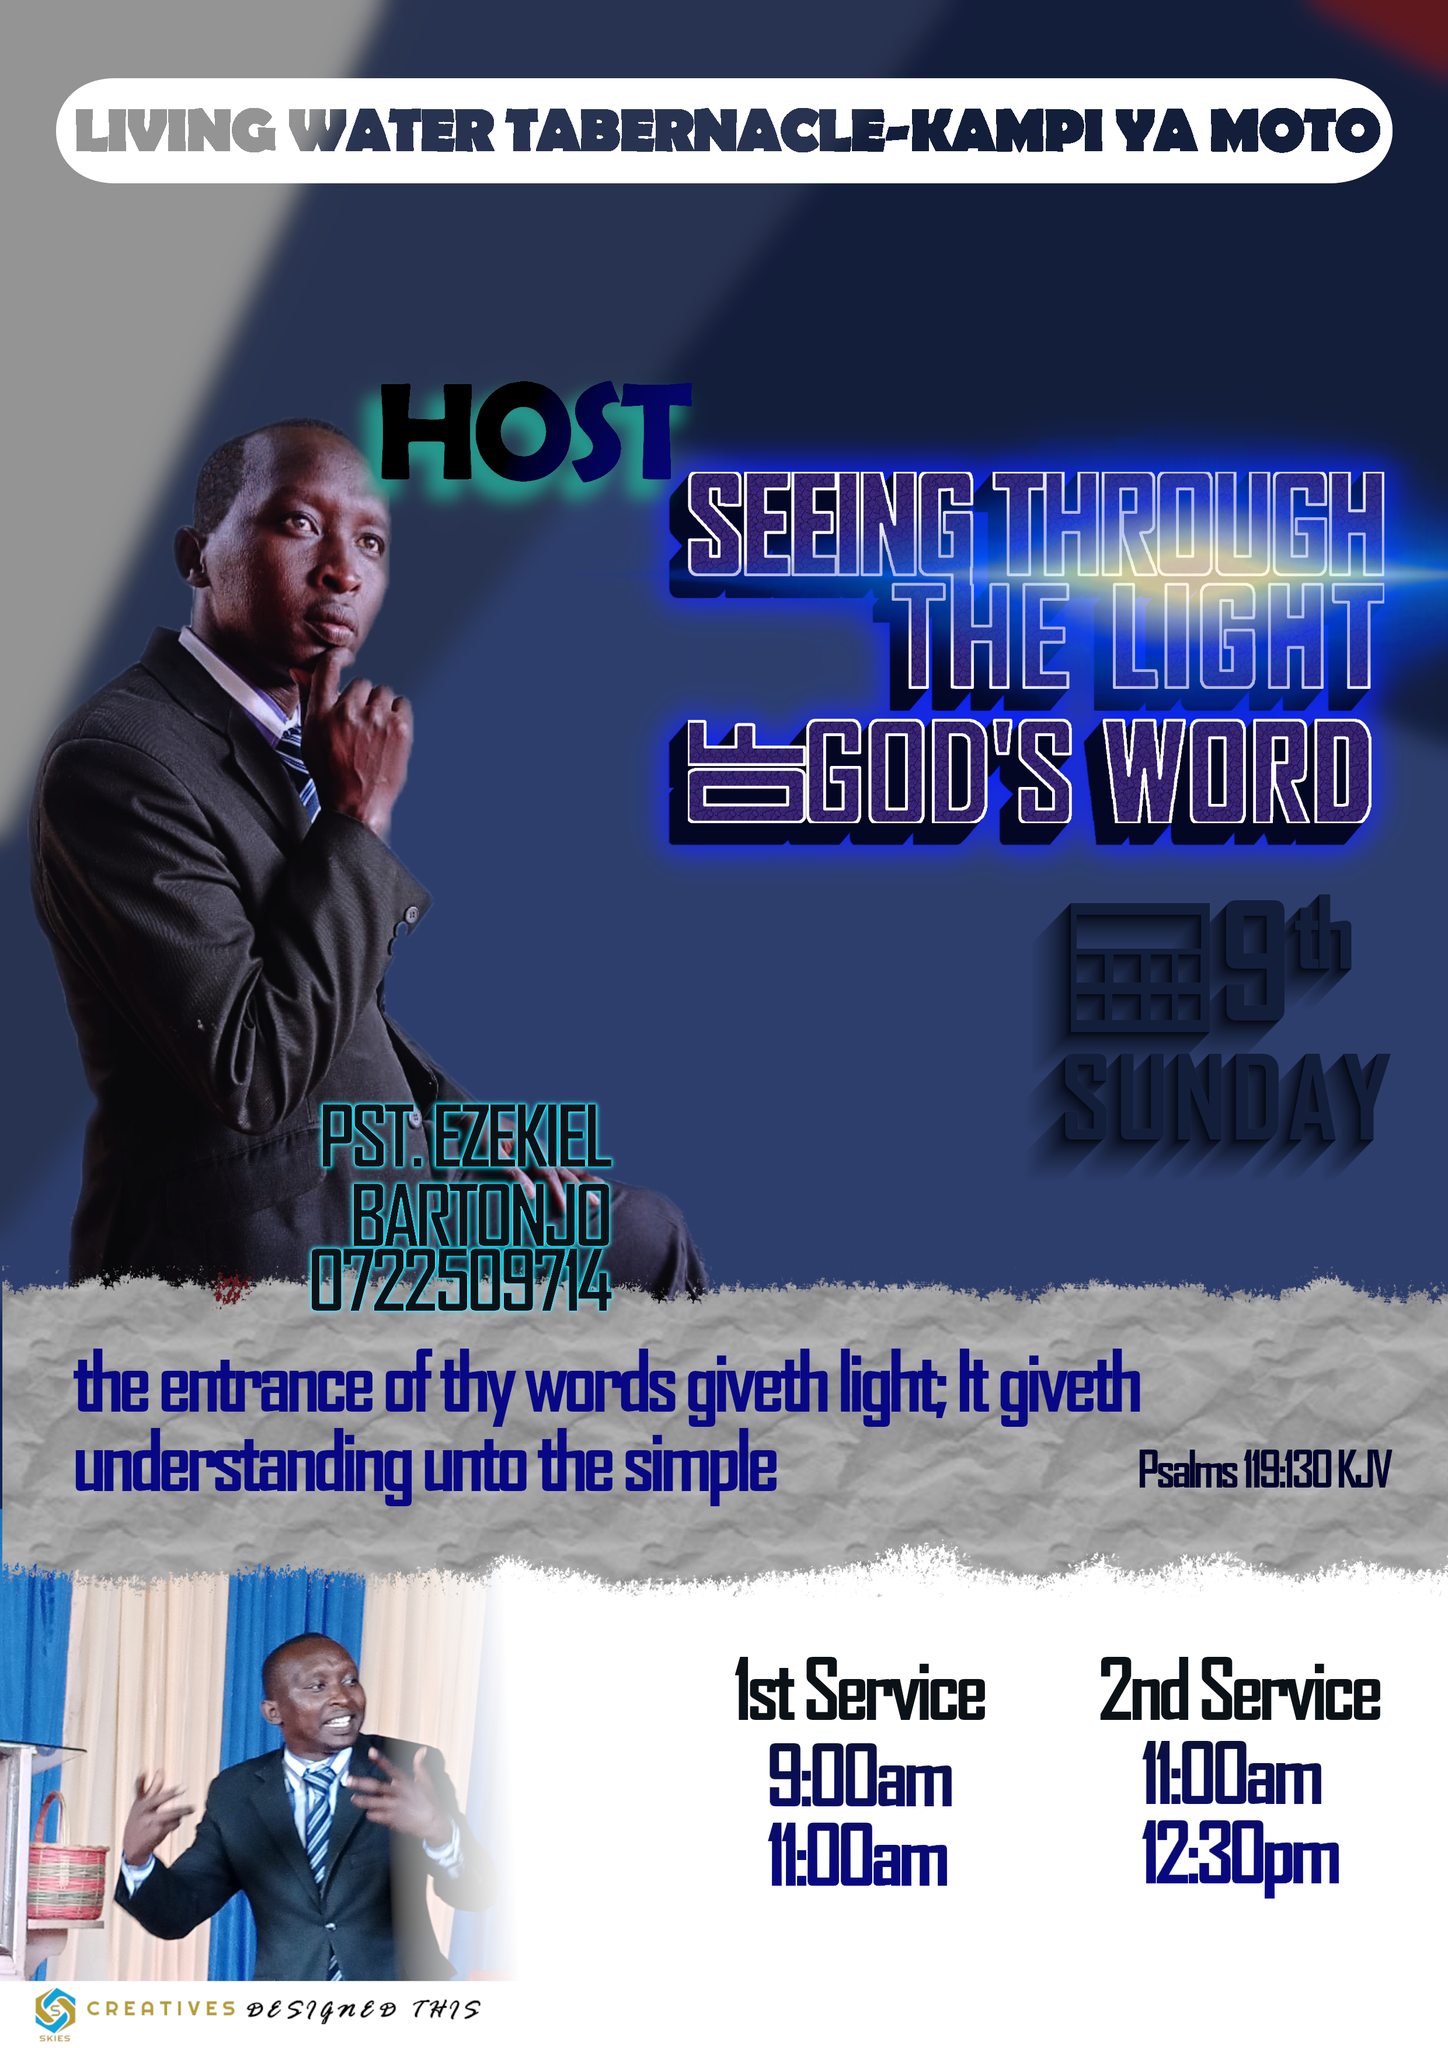 LIVING WATER TABERNACLE-KAMPI YA MOTO
HOST
SEEING THROUGH
THE LIGHT
OF GOD'S WORD
9th
SUNDAY
PST. EZEKIEL
BARTONJO
0722509714
the entrance of thy words giveth light; It giveth
understanding unto the simple
Psalms 119:130 KJV
1st Service
9:00am
11:00am
2nd Service
11:00am
12:30pm
S CREATIVES DESIGNED THIS
SKIES